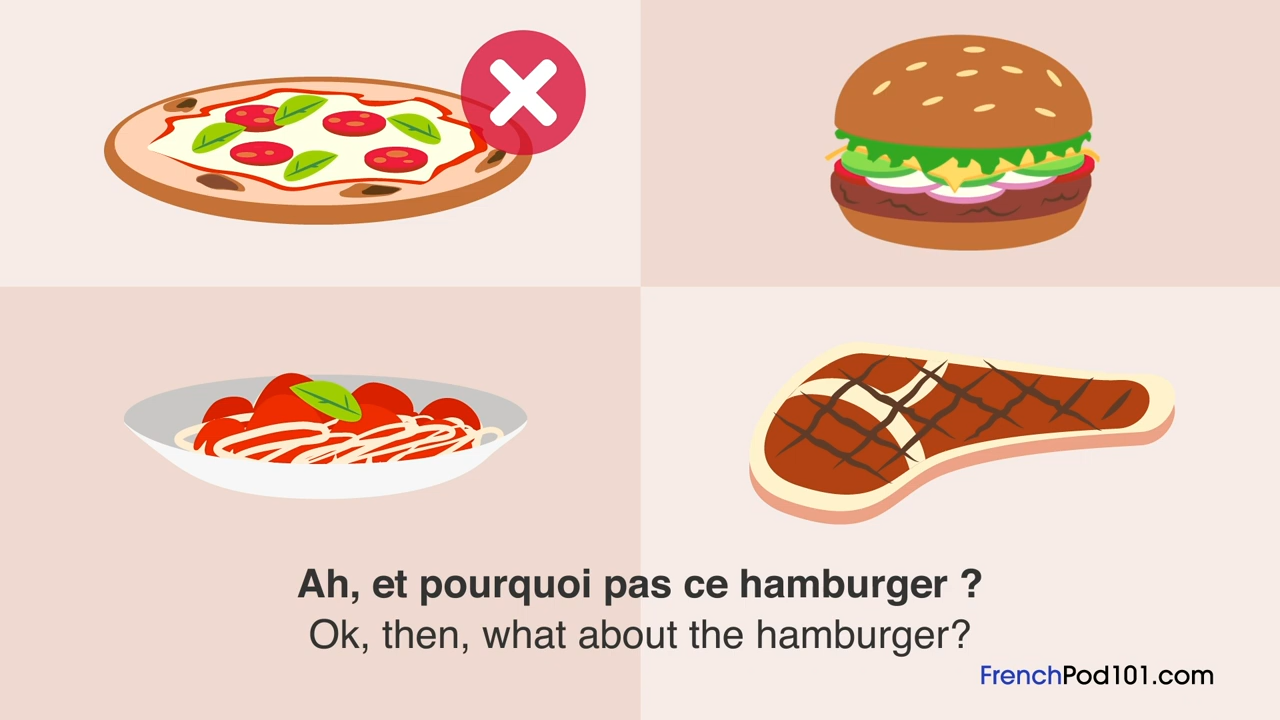 Ah, et pourquoi pas ce hamburger ?
Ok, then, what about the hamburger?
FrenchPod101.com